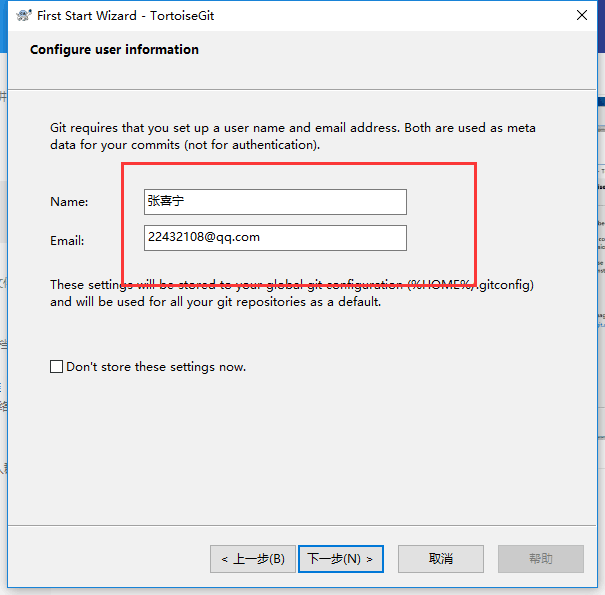 First Start Wizard - TortoiseGit
Configure user information
Git requires that you set up a user name and email address. Both are used as meta
data for your commits (not for authentication).
Name:
张喜宁
Email:
22432108@qq.com
These settings will be stored to your global git configuration (%HOME%/.gitconfig)
and will be used for all your git repositories as a default.
Don't store these settings now.
< 上一步(B)
下一步(N) >
取消
帮助